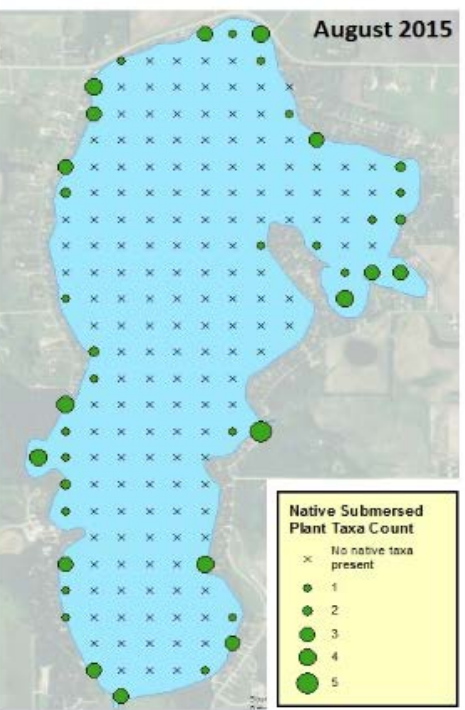 August 2015
Native Submersed
Plant Taxa Count
No native taxa
present
1
2
3
4
5